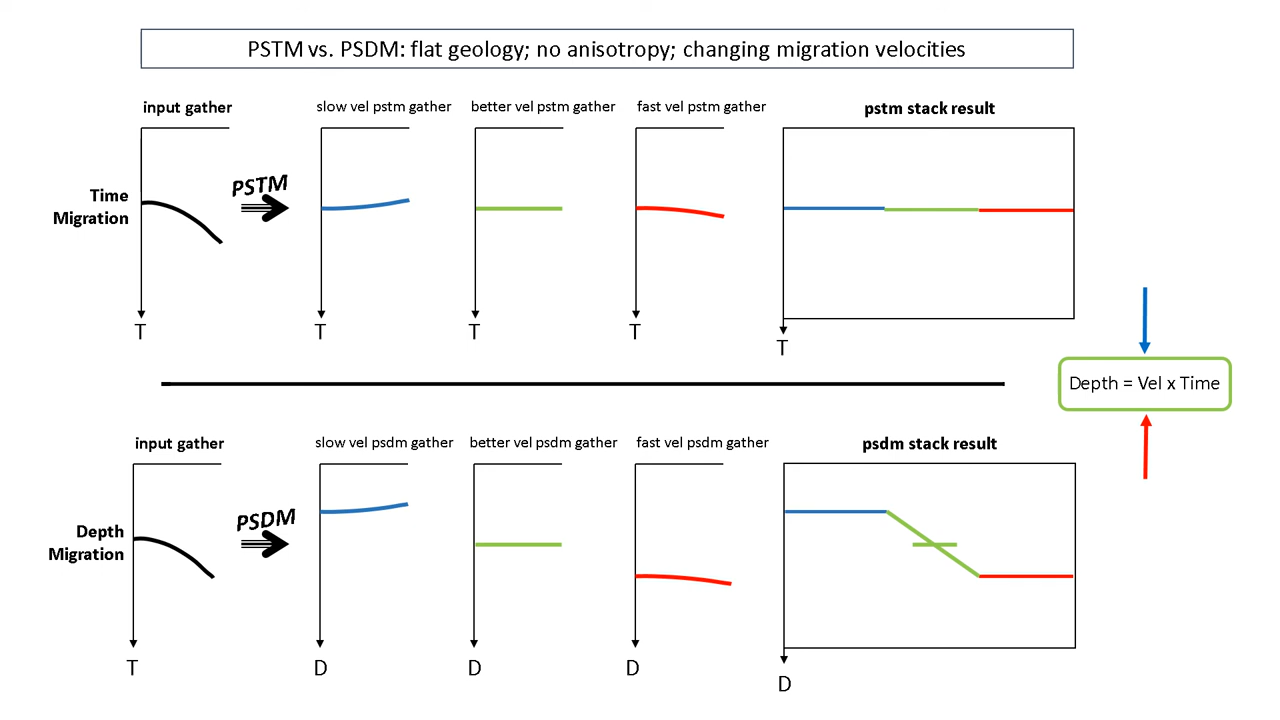 PSTM vs. PSDM: flat geology; no anisotropy; changing migration velocities
input gather
slow vel pstm gather
better vel pstm gather
fast vel pstm gather
pstm stack result
Time
Migration
PSTM
T
T
T
T
T
Depth = Vel x Time
input gather
slow vel psdm gather
better vel psdm gather
fast vel psdm gather
psdm stack result
Depth
Migration
PSDM
T
D
D
D
D